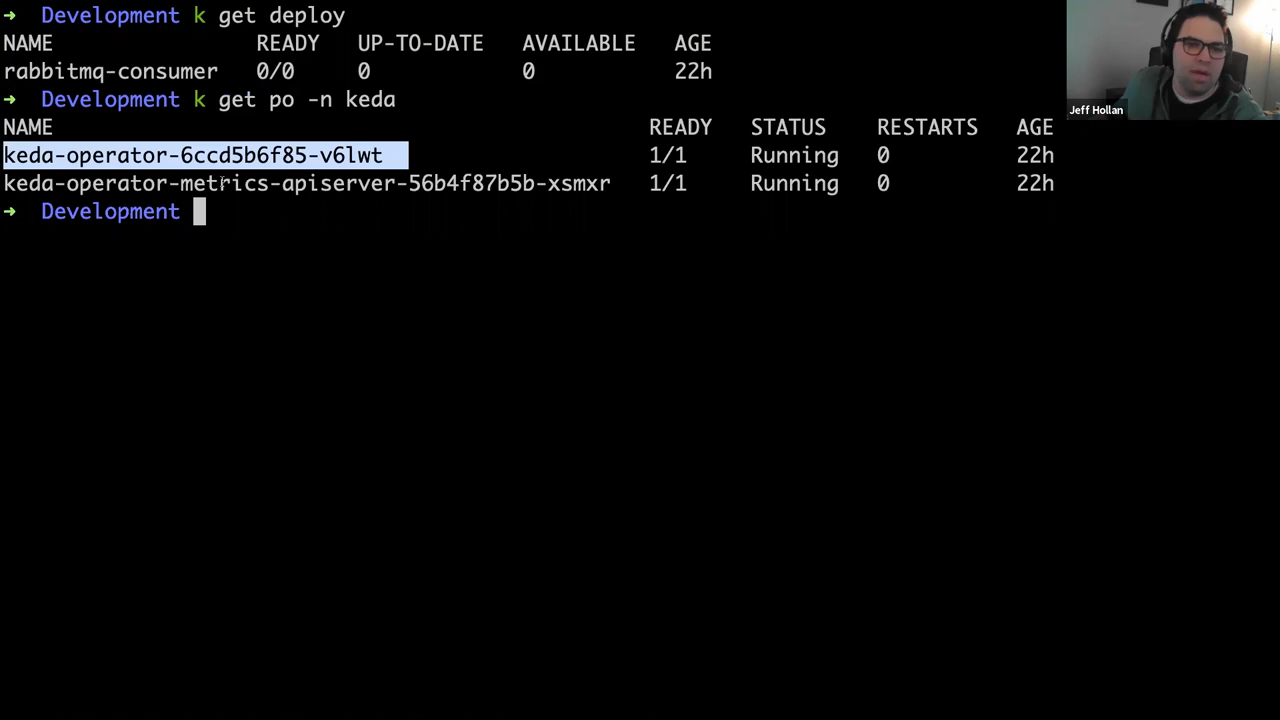 → Development k get deploy
NAME READY UP-TO-DATE AVAILABLE AGE
rabbitmq-consumer 0/0 0 0 22h
→ Development k get po -n keda
NAME READY STATUS RESTARTS AGE
keda-operator-6ccd5b6f85-v6lwt 1/1 Running 0 22h
keda-operator-metrics-apiserver-56b4f87b5b-xsmxr 1/1 Running 0 22h
→ Development
Jeff Hollan